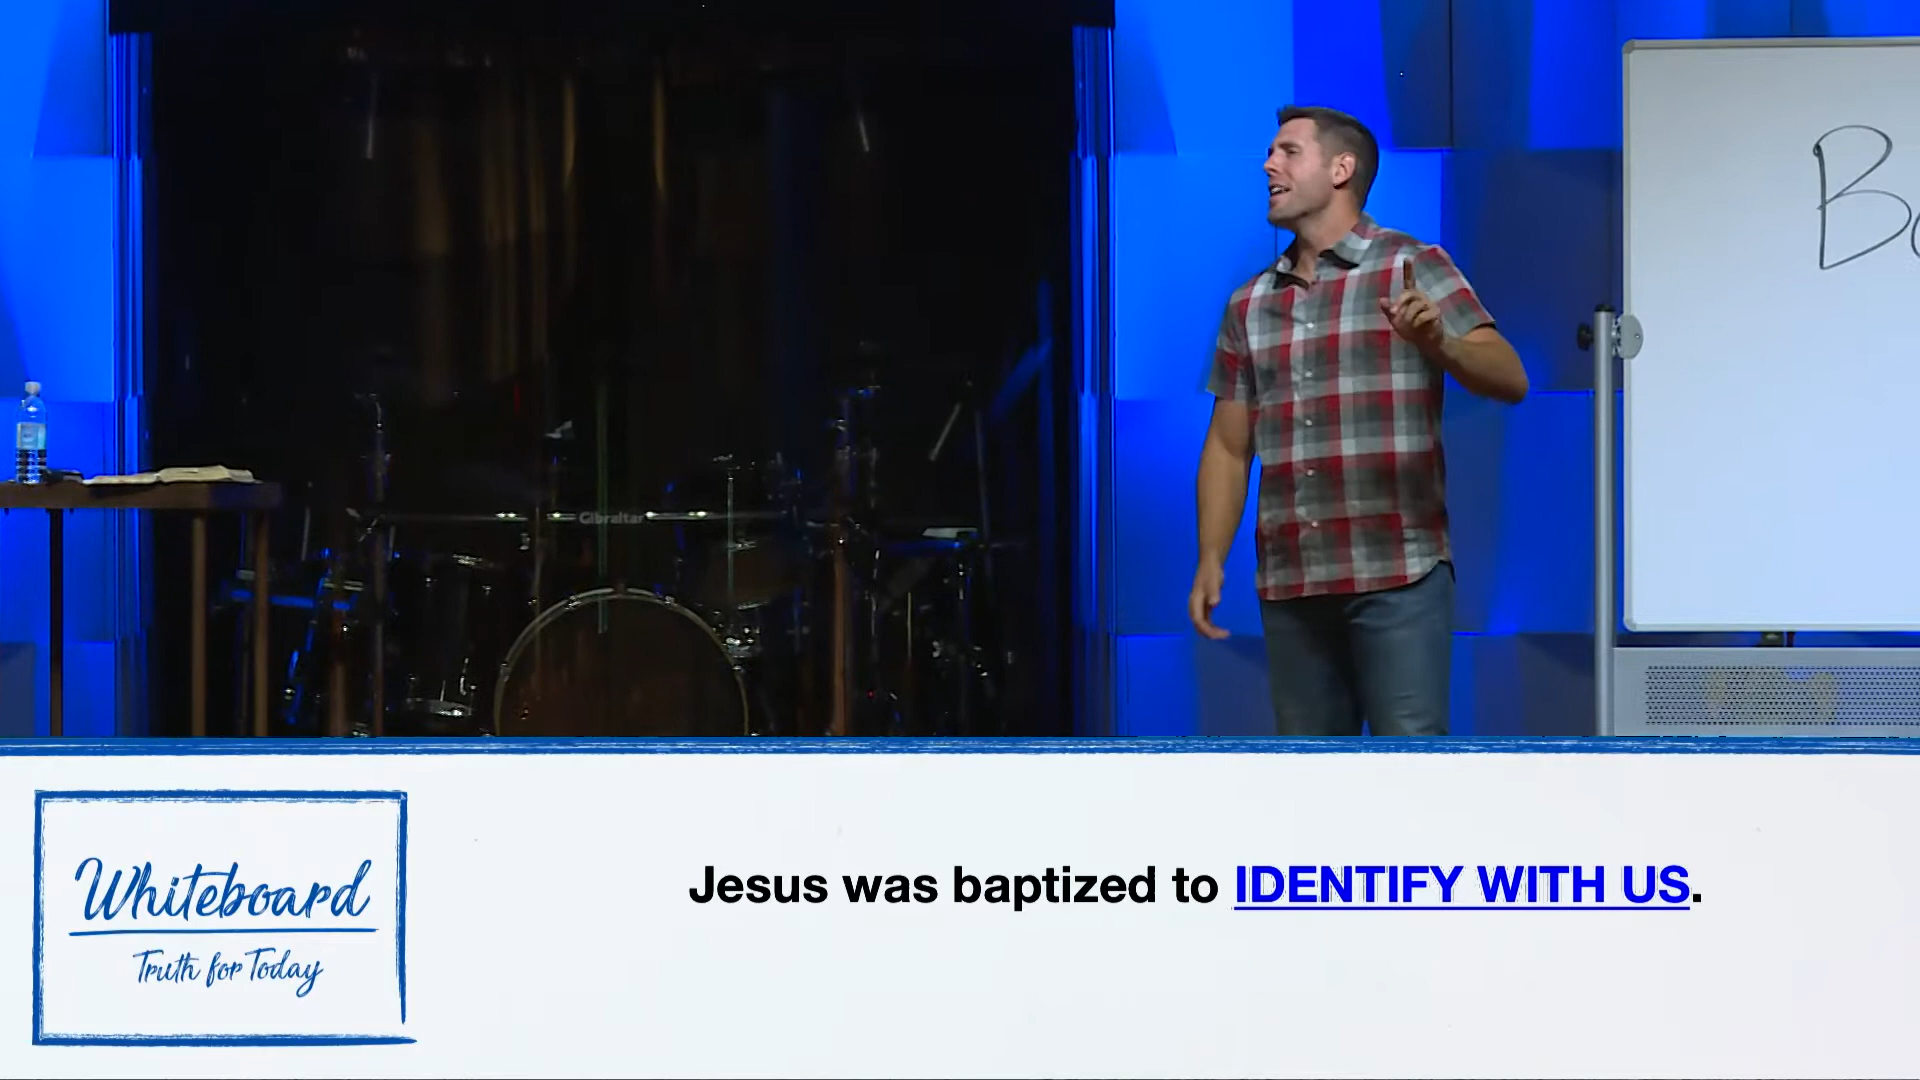 Gibraltar
Jesus was baptized to IDENTIFY WITH US.
Whiteboard
Truth for Today